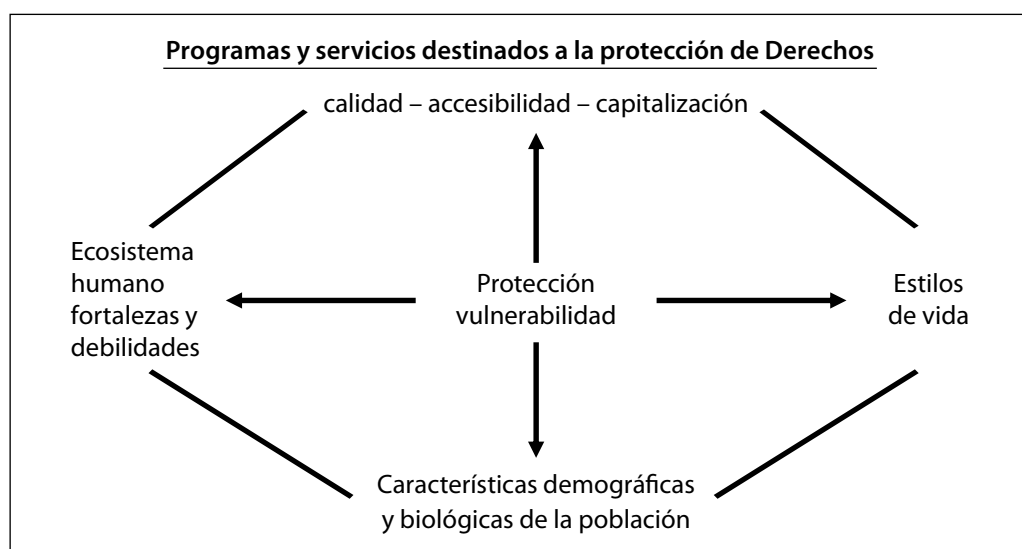 Programas y servicios destinados a la protección de Derechos
calidad – accesibilidad – capitalización
Ecosistema
humano
fortalezas y
debilidades
Protección
vulnerabilidad
Estilos
de vida
Características demográficas
y biológicas de la población